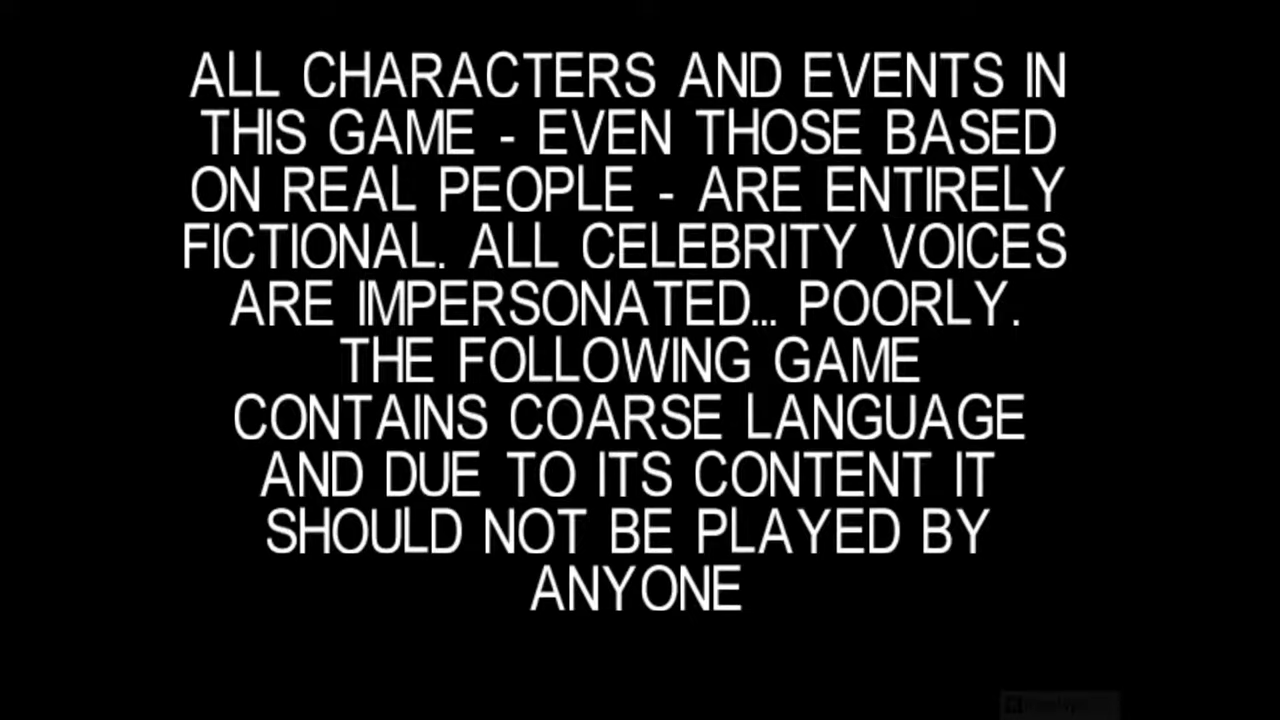 ALL CHARACTERS AND EVENTS IN
THIS GAME - EVEN THOSE BASED
ON REAL PEOPLE - ARE ENTIRELY
FICTIONAL. ALL CELEBRITY VOICES
ARE IMPERSONATED... POORLY.
THE FOLLOWING GAME
CONTAINS COARSE LANGUAGE
AND DUE TO ITS CONTENT IT
SHOULD NOT BE PLAYED BY
ANYONE